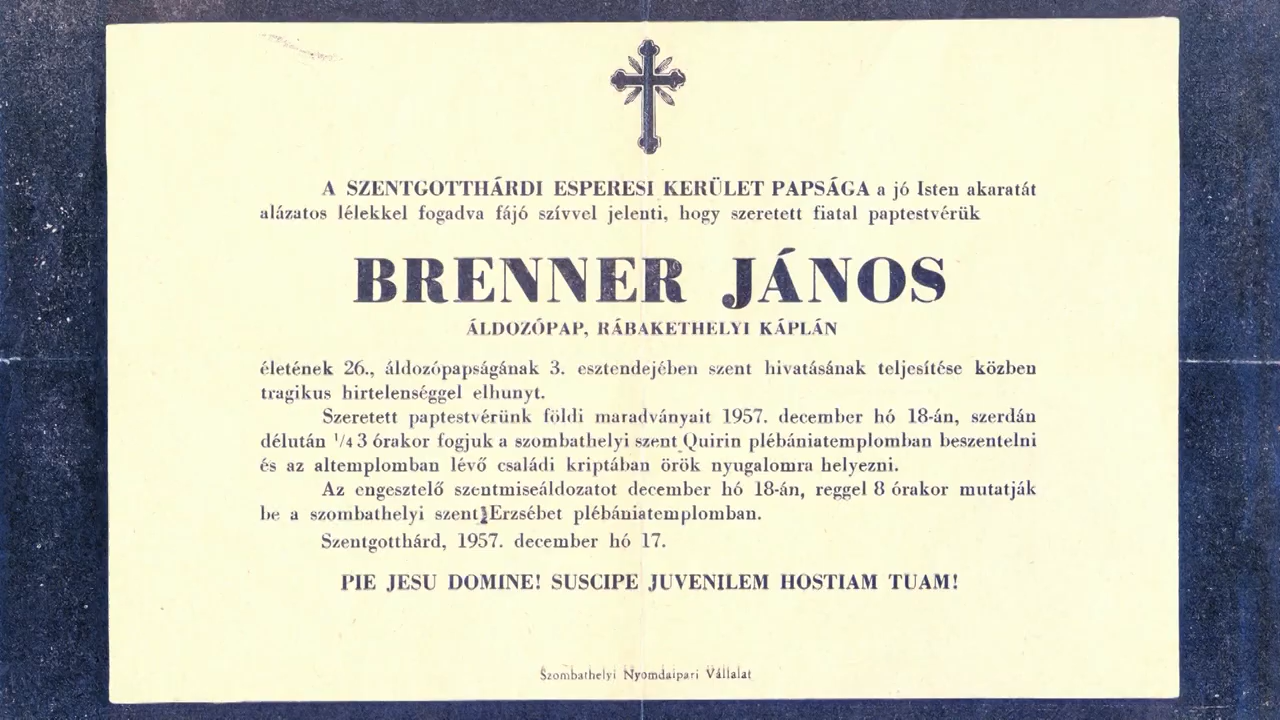 A SZENTGOTTHÁRDI ESPERESI KERÜLET PAPSÁGA a jó Isten akaratát
alázatos lélekkel fogadva fájó szívvel jelenti, hogy szeretett fiatal paptestvérük
BRENNER JÁNOS
ÁLDOZÓPAP, RÁBAKETHELYI KÁPLÁN
életének 26., áldozópapságának 3. esztendejében szent hivatásának teljesítése közben
tragikus hirtelenséggel elhunyt.
Szeretett paptestvérünk földi maradványait 1957. december hó 18-án, szerdán
délután 1/4 3 órakor fogjuk a szombathelyi szent Quirin plébániatemplomban beszentelni
és az altemplomban lévő családi kriptában örök nyugalomra helyezni.
Az engesztelő szentmiseáldozatot december hó 18-án, reggel 8 órakor mutatják
be a szombathelyi szent Erzsébet plébániatemplomban.
Szentgotthárd, 1957. december hó 17.
PIE JESU DOMINE! SUSCIPE JUVENILEM HOSTIAM TUAM!
Szombathelyi Nyomdaipari Vállalat